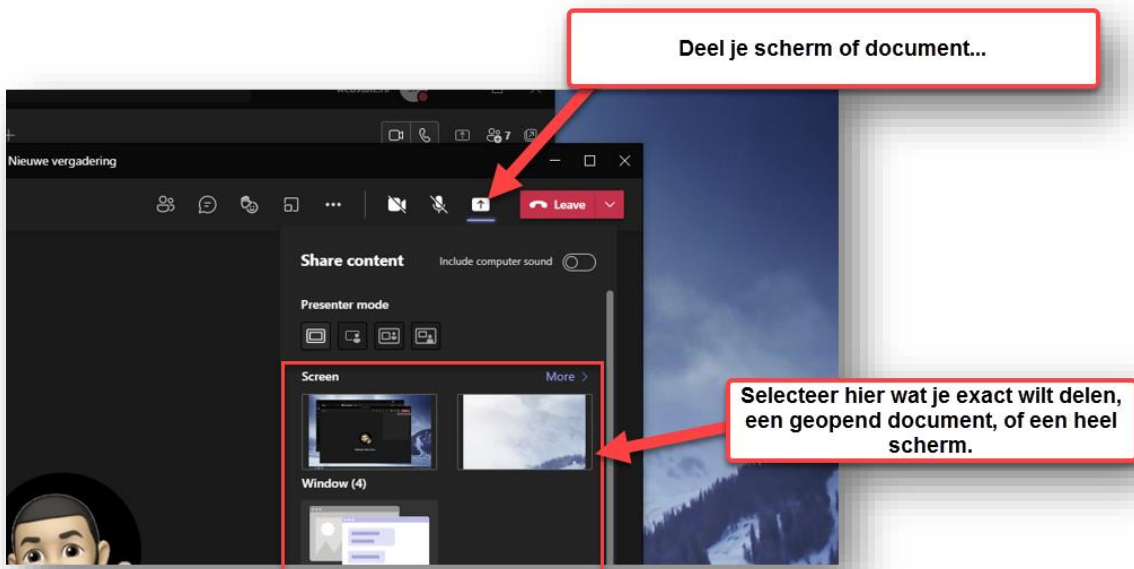 Deel je scherm of document...
7
Nieuwe vergadering
Leave
Share content
Include computer sound
Presenter mode
Screen
More >
Selecteer hier wat je exact wilt delen,
een geopend document, of een heel
scherm.
Window (4)